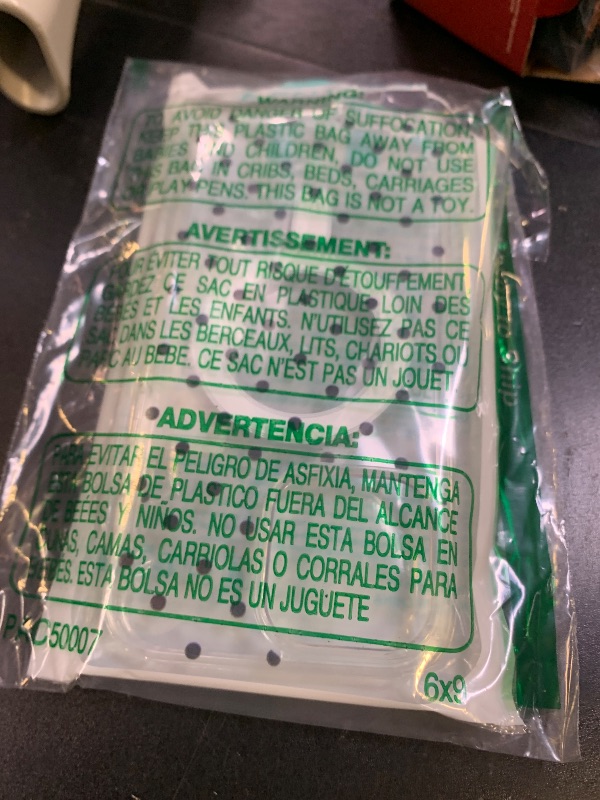 WARNING:
TO AVOID DANGER OF SUFFOCATION
KEEP THIS PLASTIC BAG AWAY FROM
BABIES AND CHILDREN, DO NOT USE
THIS BAG IN CRIBS, BEDS, CARRIAGES
PLAY PENS. THIS BAG IS NOT A TOY.
AVERTISSEMENT:
POUR ÉVITER TOUT RISQUE D'ÉTOUFFEMENT
GARDEZ CE SAC EN PLASTIQUE LOIN DES
BÉBÉS ET LES ENFANTS. N'UTILISEZ PAS CE
SAC DANS LES BERCEAUX, LITS, CHARIOTS OU
PARC AU BEBE. CE SAC N'EST PAS UN JOUET
ADVERTENCIA:
PARA EVITAR EL PELIGRO DE ASFIXIA, MANTENGA
ESTA BOLSA DE PLASTICO FUERA DEL ALCANCE
DE BEEES Y NIÑOS. NO USAR ESTA BOLSA EN
CUNAS, CAMAS, CARRIOLAS O CORRALES PARA
BEBES. ESTA BOLSA NO ES UN JUGUETE
6x9